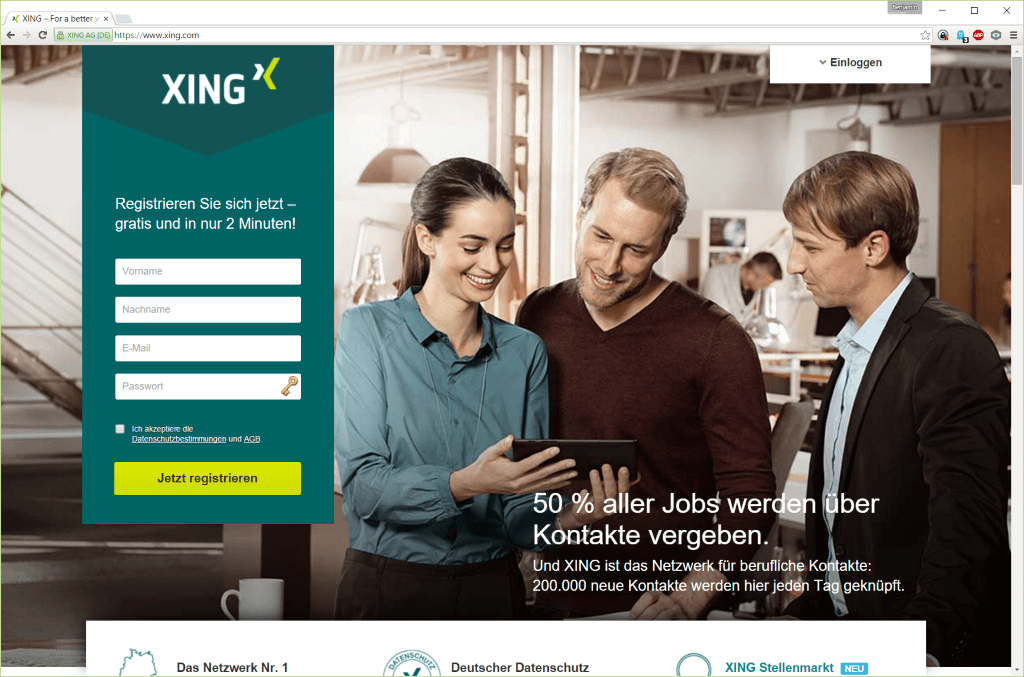 Benjamin
XING – For a better w
XING AG [DE] https://www.xing.com
ABP
3
Einloggen
XING
Registrieren Sie sich jetzt –
gratis und in nur 2 Minuten!
Vorname
Nachname
E-Mail
Passwort
Ich akzeptiere die
Datenschutzbestimmungen und AGB.
Jetzt registrieren
50 % aller Jobs werden über
Kontakte vergeben.
Und XING ist das Netzwerk für berufliche Kontakte:
200.000 neue Kontakte werden hier jeden Tag geknüpft.
Das Netzwerk Nr. 1
DATENSCHUTZ
Deutscher Datenschutz
XING Stellenmarkt NEU